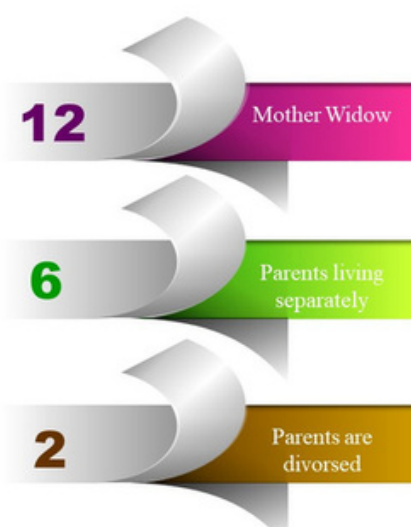 12
Mother Widow
6
Parents living
separately
2
Parents are
divorsed